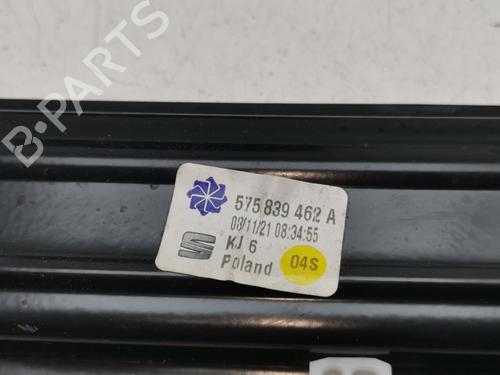 B-PARTS
575 839 462 A
08/11/21 08:34:55
KJ 6
Poland
04S